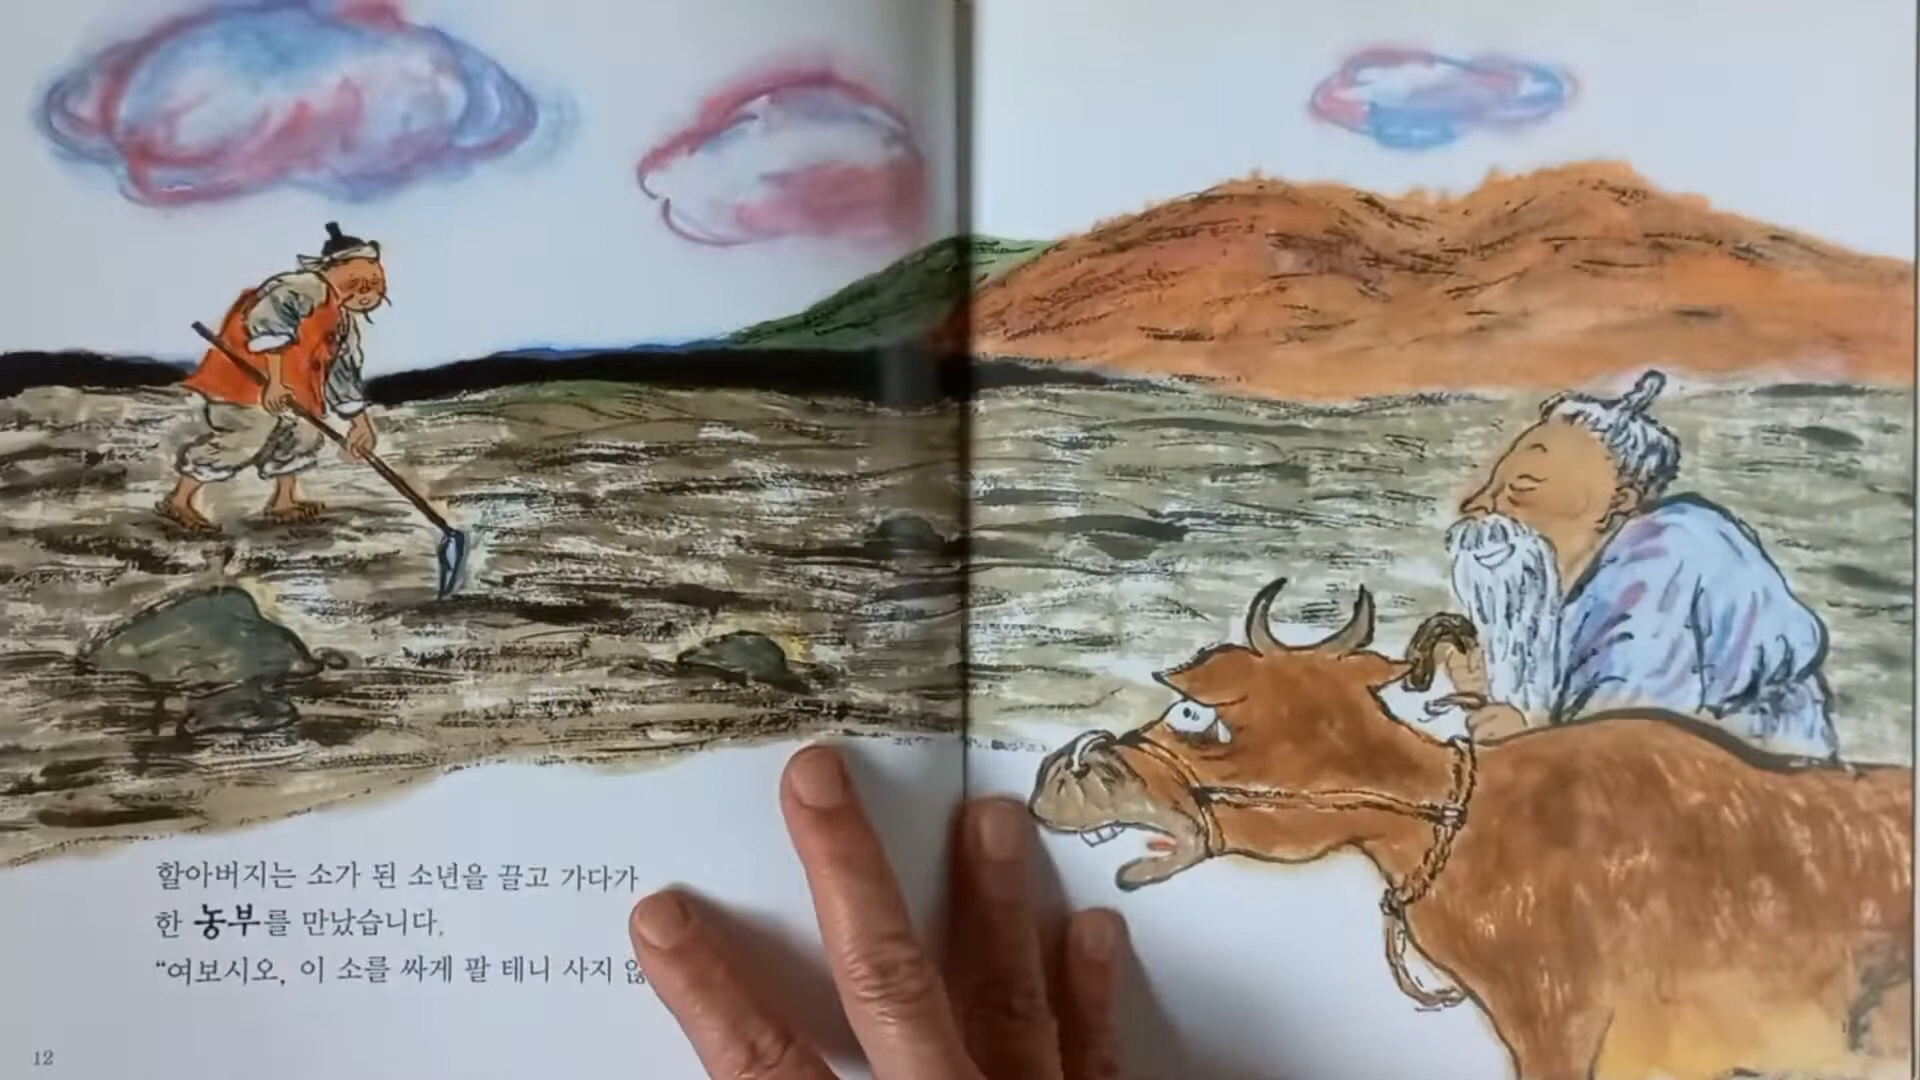 할아버지는 소가 된 소년을 끌고 가다가
한 농부를 만났습니다.
“여보시오, 이 소를 싸게 팔 테니 사지
12